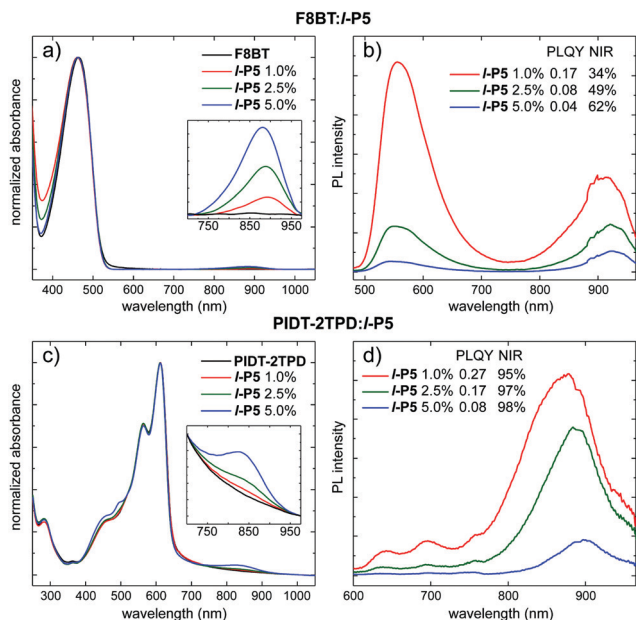 F8BT:l-P5
a)
F8BT
l-P5 1.0%
l-P5 2.5%
l-P5 5.0%
750 850 950
normalized absorbance
400 500 600 700 800 900 1000
wavelength (nm)
b)
PLQY NIR
l-P5 1.0% 0.17 34%
l-P5 2.5% 0.08 49%
l-P5 5.0% 0.04 62%
PL intensity
500 600 700 800 900
wavelength (nm)
PIDT-2TPD:l-P5
c)
PIDT-2TPD
l-P5 1.0%
l-P5 2.5%
l-P5 5.0%
750 850 950
normalized absorbance
300 400 500 600 700 800 900 1000
wavelength (nm)
d)
PLQY NIR
l-P5 1.0% 0.27 95%
l-P5 2.5% 0.17 97%
l-P5 5.0% 0.08 98%
PL intensity
600 700 800 900
wavelength (nm)